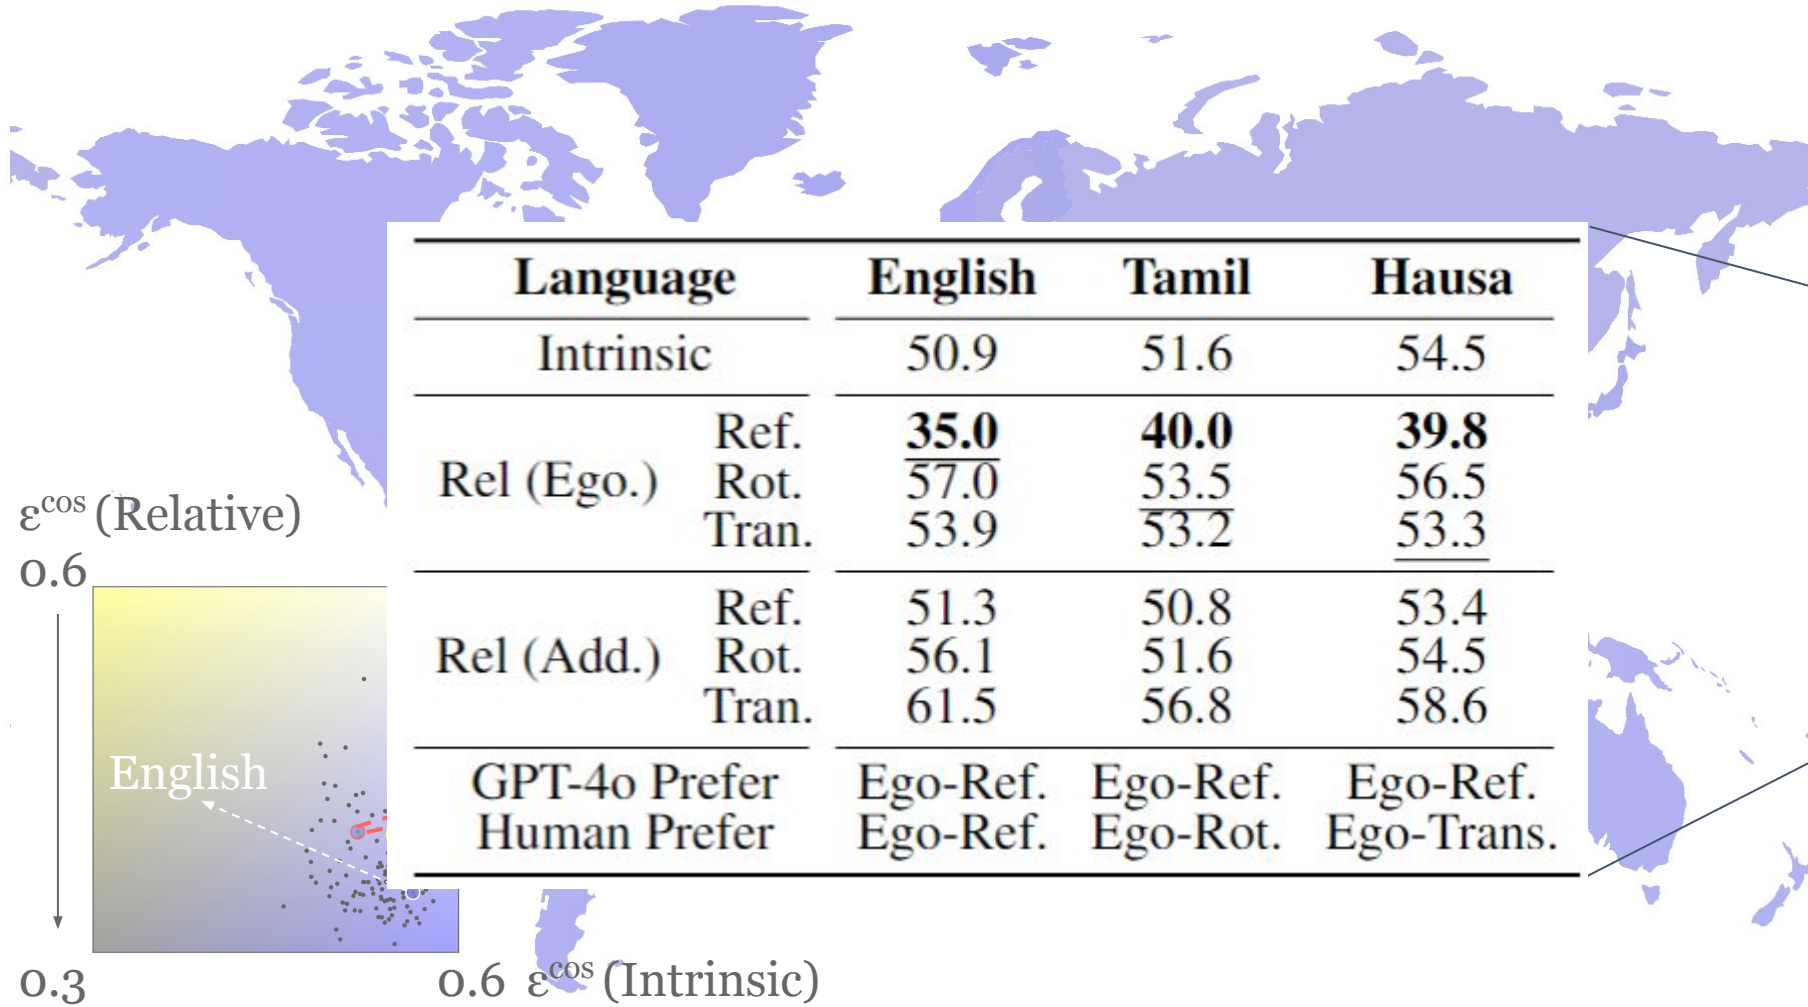 Language English Tamil Hausa
Intrinsic 50.9 51.6 54.5
Ref. 35.0 40.0 39.8
Rel (Ego.) Rot. 57.0 53.5 56.5
Tran. 53.9 53.2 53.3
Ref. 51.3 50.8 53.4
Rel (Add.) Rot. 56.1 51.6 54.5
Tran. 61.5 56.8 58.6
GPT-4o Prefer Ego-Ref. Ego-Ref. Ego-Ref.
Human Prefer Ego-Ref. Ego-Rot. Ego-Trans.
εcos (Relative)
0.6
English
0.3
0.6 εcos (Intrinsic)